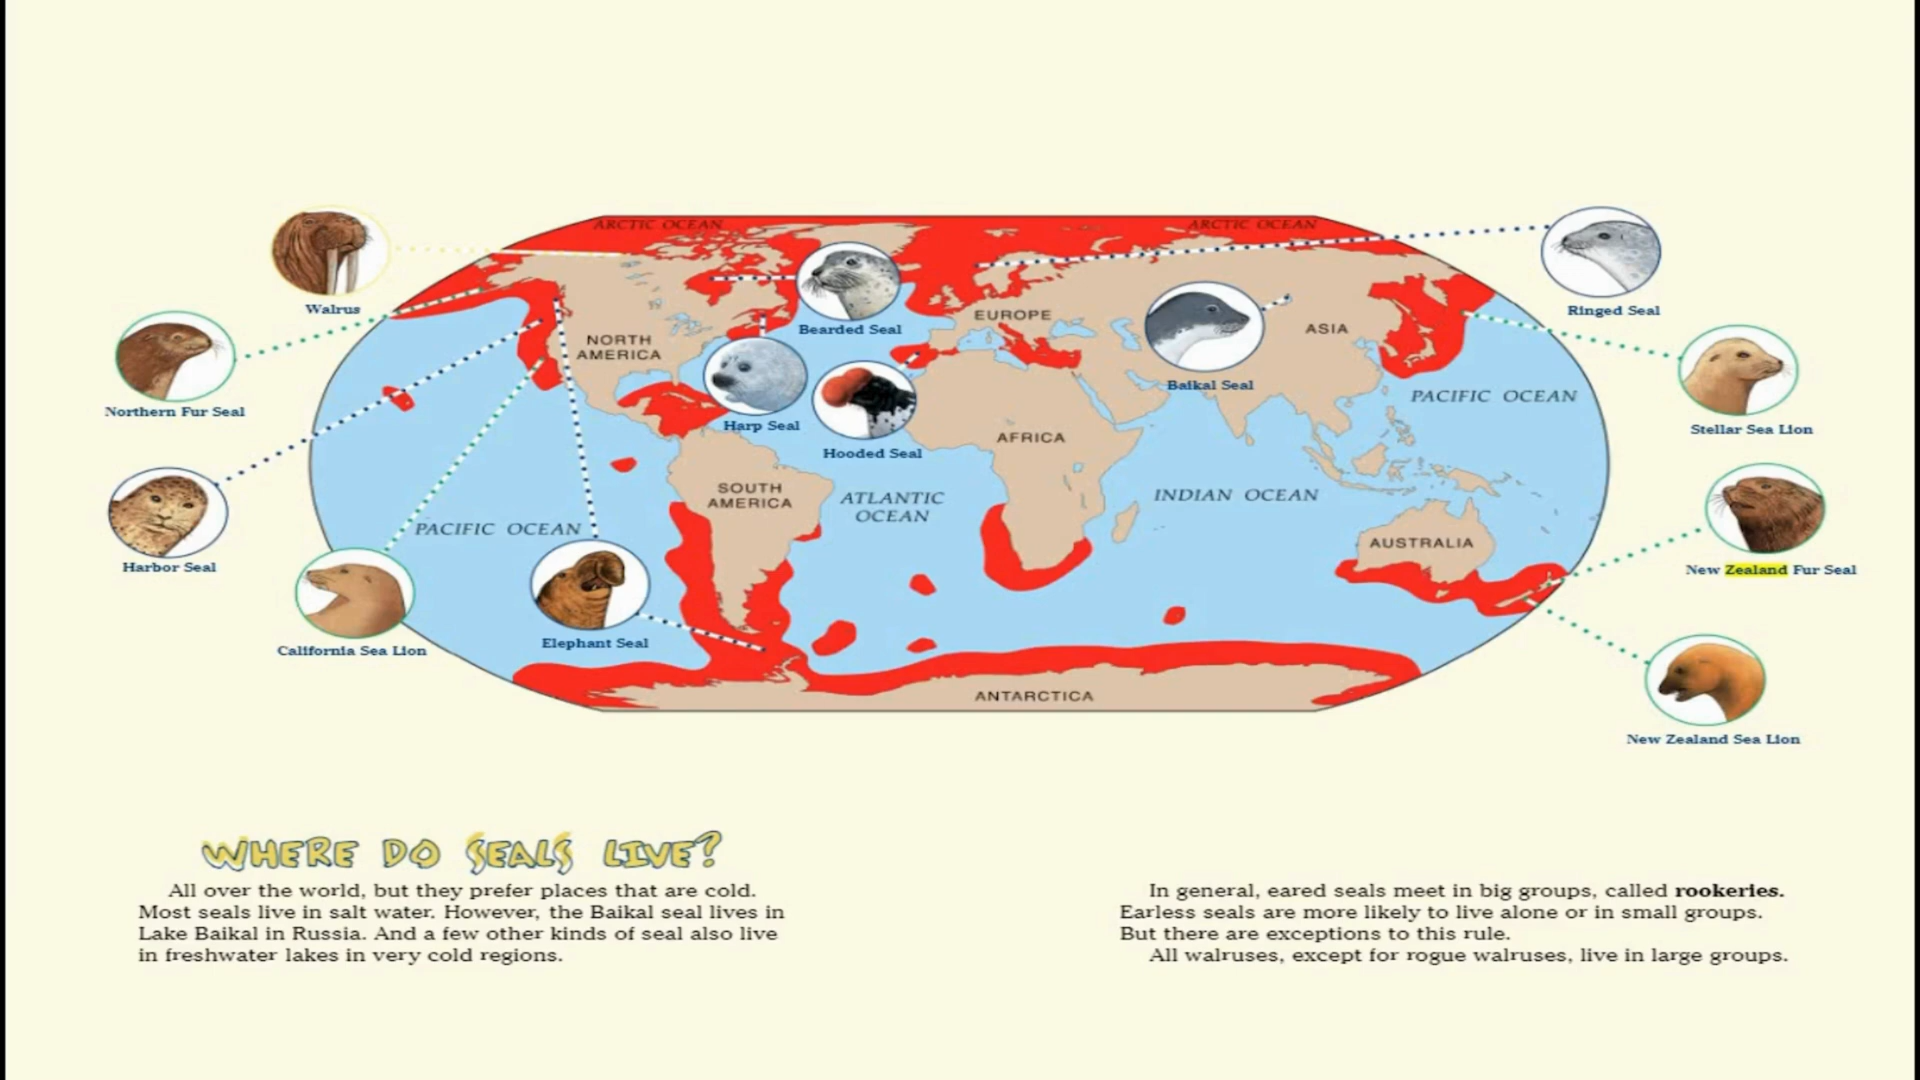 ARCTIC OCEAN
ARCTIC OCEAN
Walrus
Northern Fur Seal
Harbor Seal
California Sea Lion
Elephant Seal
Bearded Seal
Harp Seal
Hooded Seal
Baikal Seal
Ringed Seal
Stellar Sea Lion
New Zealand Fur Seal
New Zealand Sea Lion
NORTH
AMERICA
EUROPE
ASIA
PACIFIC OCEAN
AFRICA
SOUTH
AMERICA
ATLANTIC
OCEAN
INDIAN OCEAN
PACIFIC OCEAN
AUSTRALIA
ANTARCTICA
WHERE DO SEALS LIVE?
All over the world, but they prefer places that are cold.
Most seals live in salt water. However, the Baikal seal lives in
Lake Baikal in Russia. And a few other kinds of seal also live
in freshwater lakes in very cold regions.
In general, eared seals meet in big groups, called rookeries.
Earless seals are more likely to live alone or in small groups.
But there are exceptions to this rule.
All walruses, except for rogue walruses, live in large groups.